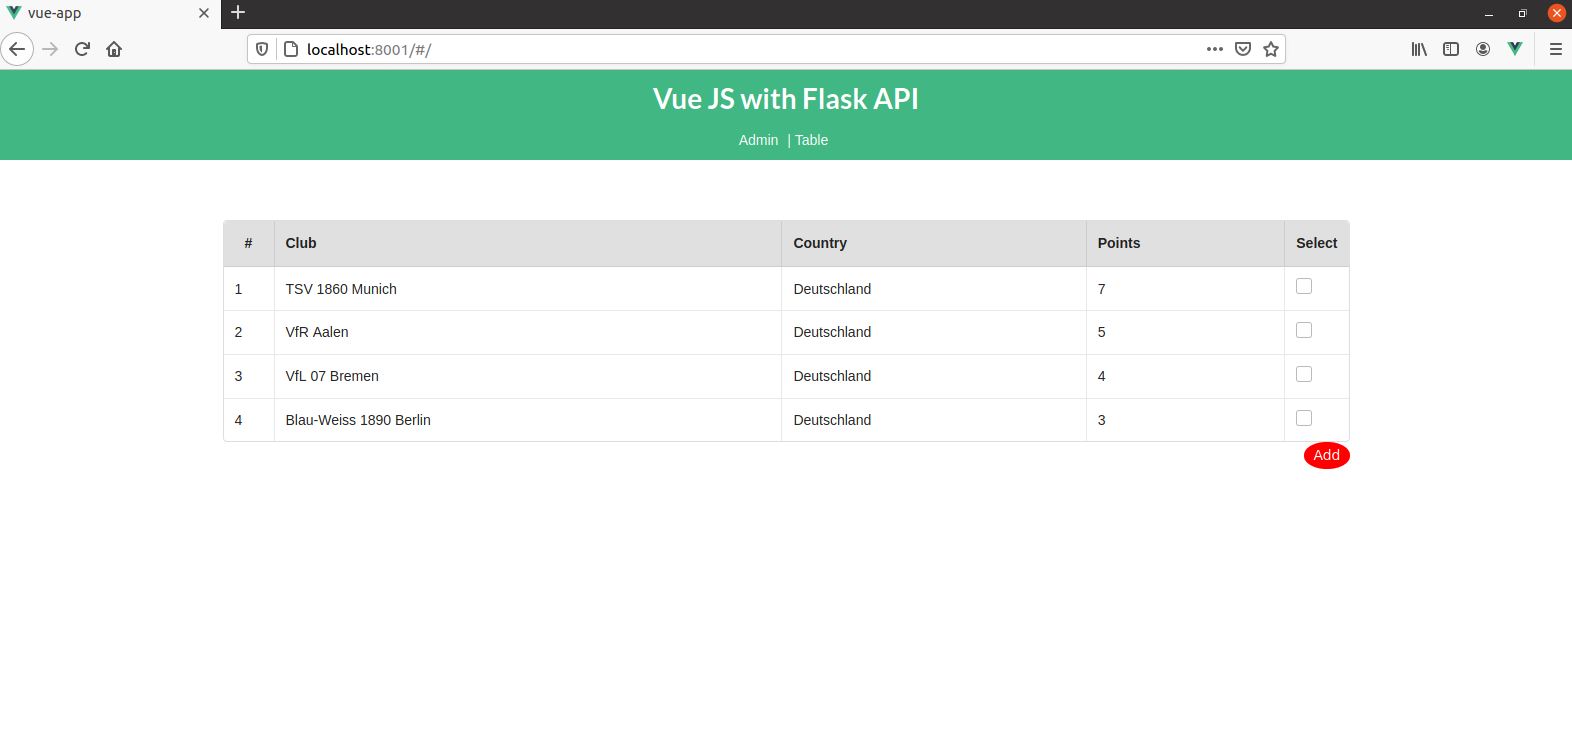 vue-app
localhost:8001/#/
Vue JS with Flask API
Admin | Table
# Club Country Points Select
1 TSV 1860 Munich Deutschland 7
2 VfR Aalen Deutschland 5
3 VfL 07 Bremen Deutschland 4
4 Blau-Weiss 1890 Berlin Deutschland 3
Add